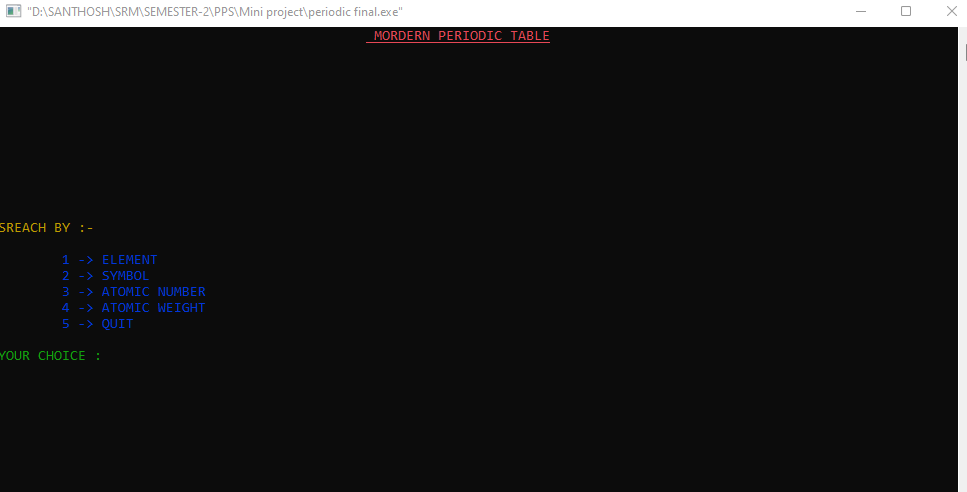 "D:\SANTHOSH\SRM\SEMESTER-2\PPS\Mini project\periodic final.exe"
MORDERN PERIODIC TABLE
SREACH BY :-
1 -> ELEMENT
2 -> SYMBOL
3 -> ATOMIC NUMBER
4 -> ATOMIC WEIGHT
5 -> QUIT
YOUR CHOICE :